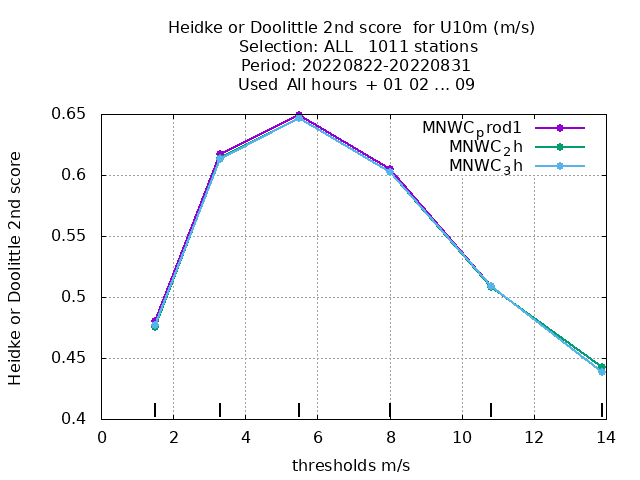 Heidke or Doolittle 2nd score  for U10m (m/s)
Selection: ALL   1011 stations
Period: 20220822-20220831
Used  All hours  + 01 02 ... 09
0.65
0.6
0.55
0.5
0.45
0.4
Heidke or Doolittle 2nd score
MNWC_prod1
MNWC_2h
MNWC_3h
0 2 4 6 8 10 12 14
thresholds m/s